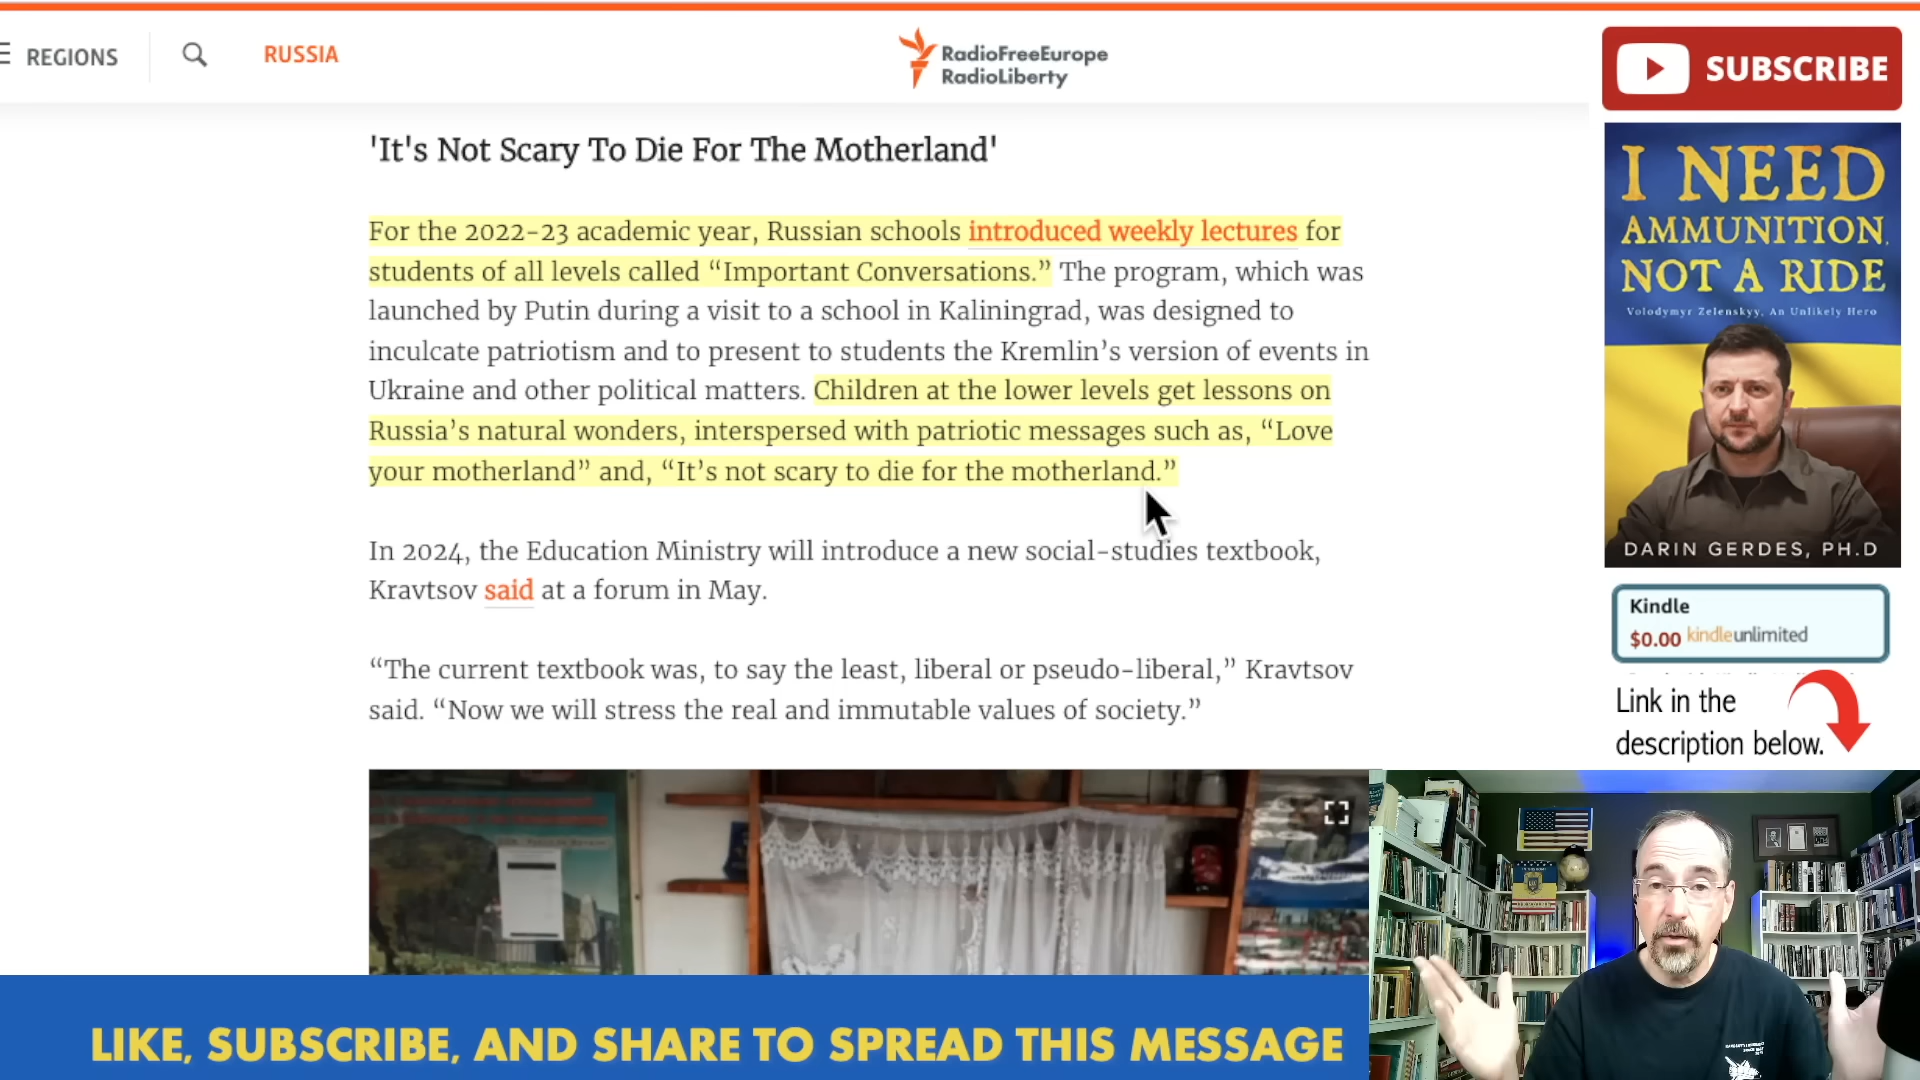 REGIONS
RUSSIA
RadioFreeEurope
RadioLiberty
SUBSCRIBE
'It's Not Scary To Die For The Motherland'
For the 2022-23 academic year, Russian schools introduced weekly lectures for
students of all levels called “Important Conversations.” The program, which was
launched by Putin during a visit to a school in Kaliningrad, was designed to
inculcate patriotism and to present to students the Kremlin’s version of events in
Ukraine and other political matters. Children at the lower levels get lessons on
Russia’s natural wonders, interspersed with patriotic messages such as, “Love
your motherland” and, “It’s not scary to die for the motherland.”
In 2024, the Education Ministry will introduce a new social-studies textbook,
Kravtsov said at a forum in May.
“The current textbook was, to say the least, liberal or pseudo-liberal,” Kravtsov
said. “Now we will stress the real and immutable values of society.”
I NEED
AMMUNITION,
NOT A RIDE
Volodymyr Zelenskyy, An Unlikely Hero
DARIN GERDES, PH.D
Kindle
$0.00 kindleunlimited
Link in the
description below.
LIKE, SUBSCRIBE, AND SHARE TO SPREAD THIS MESSAGE